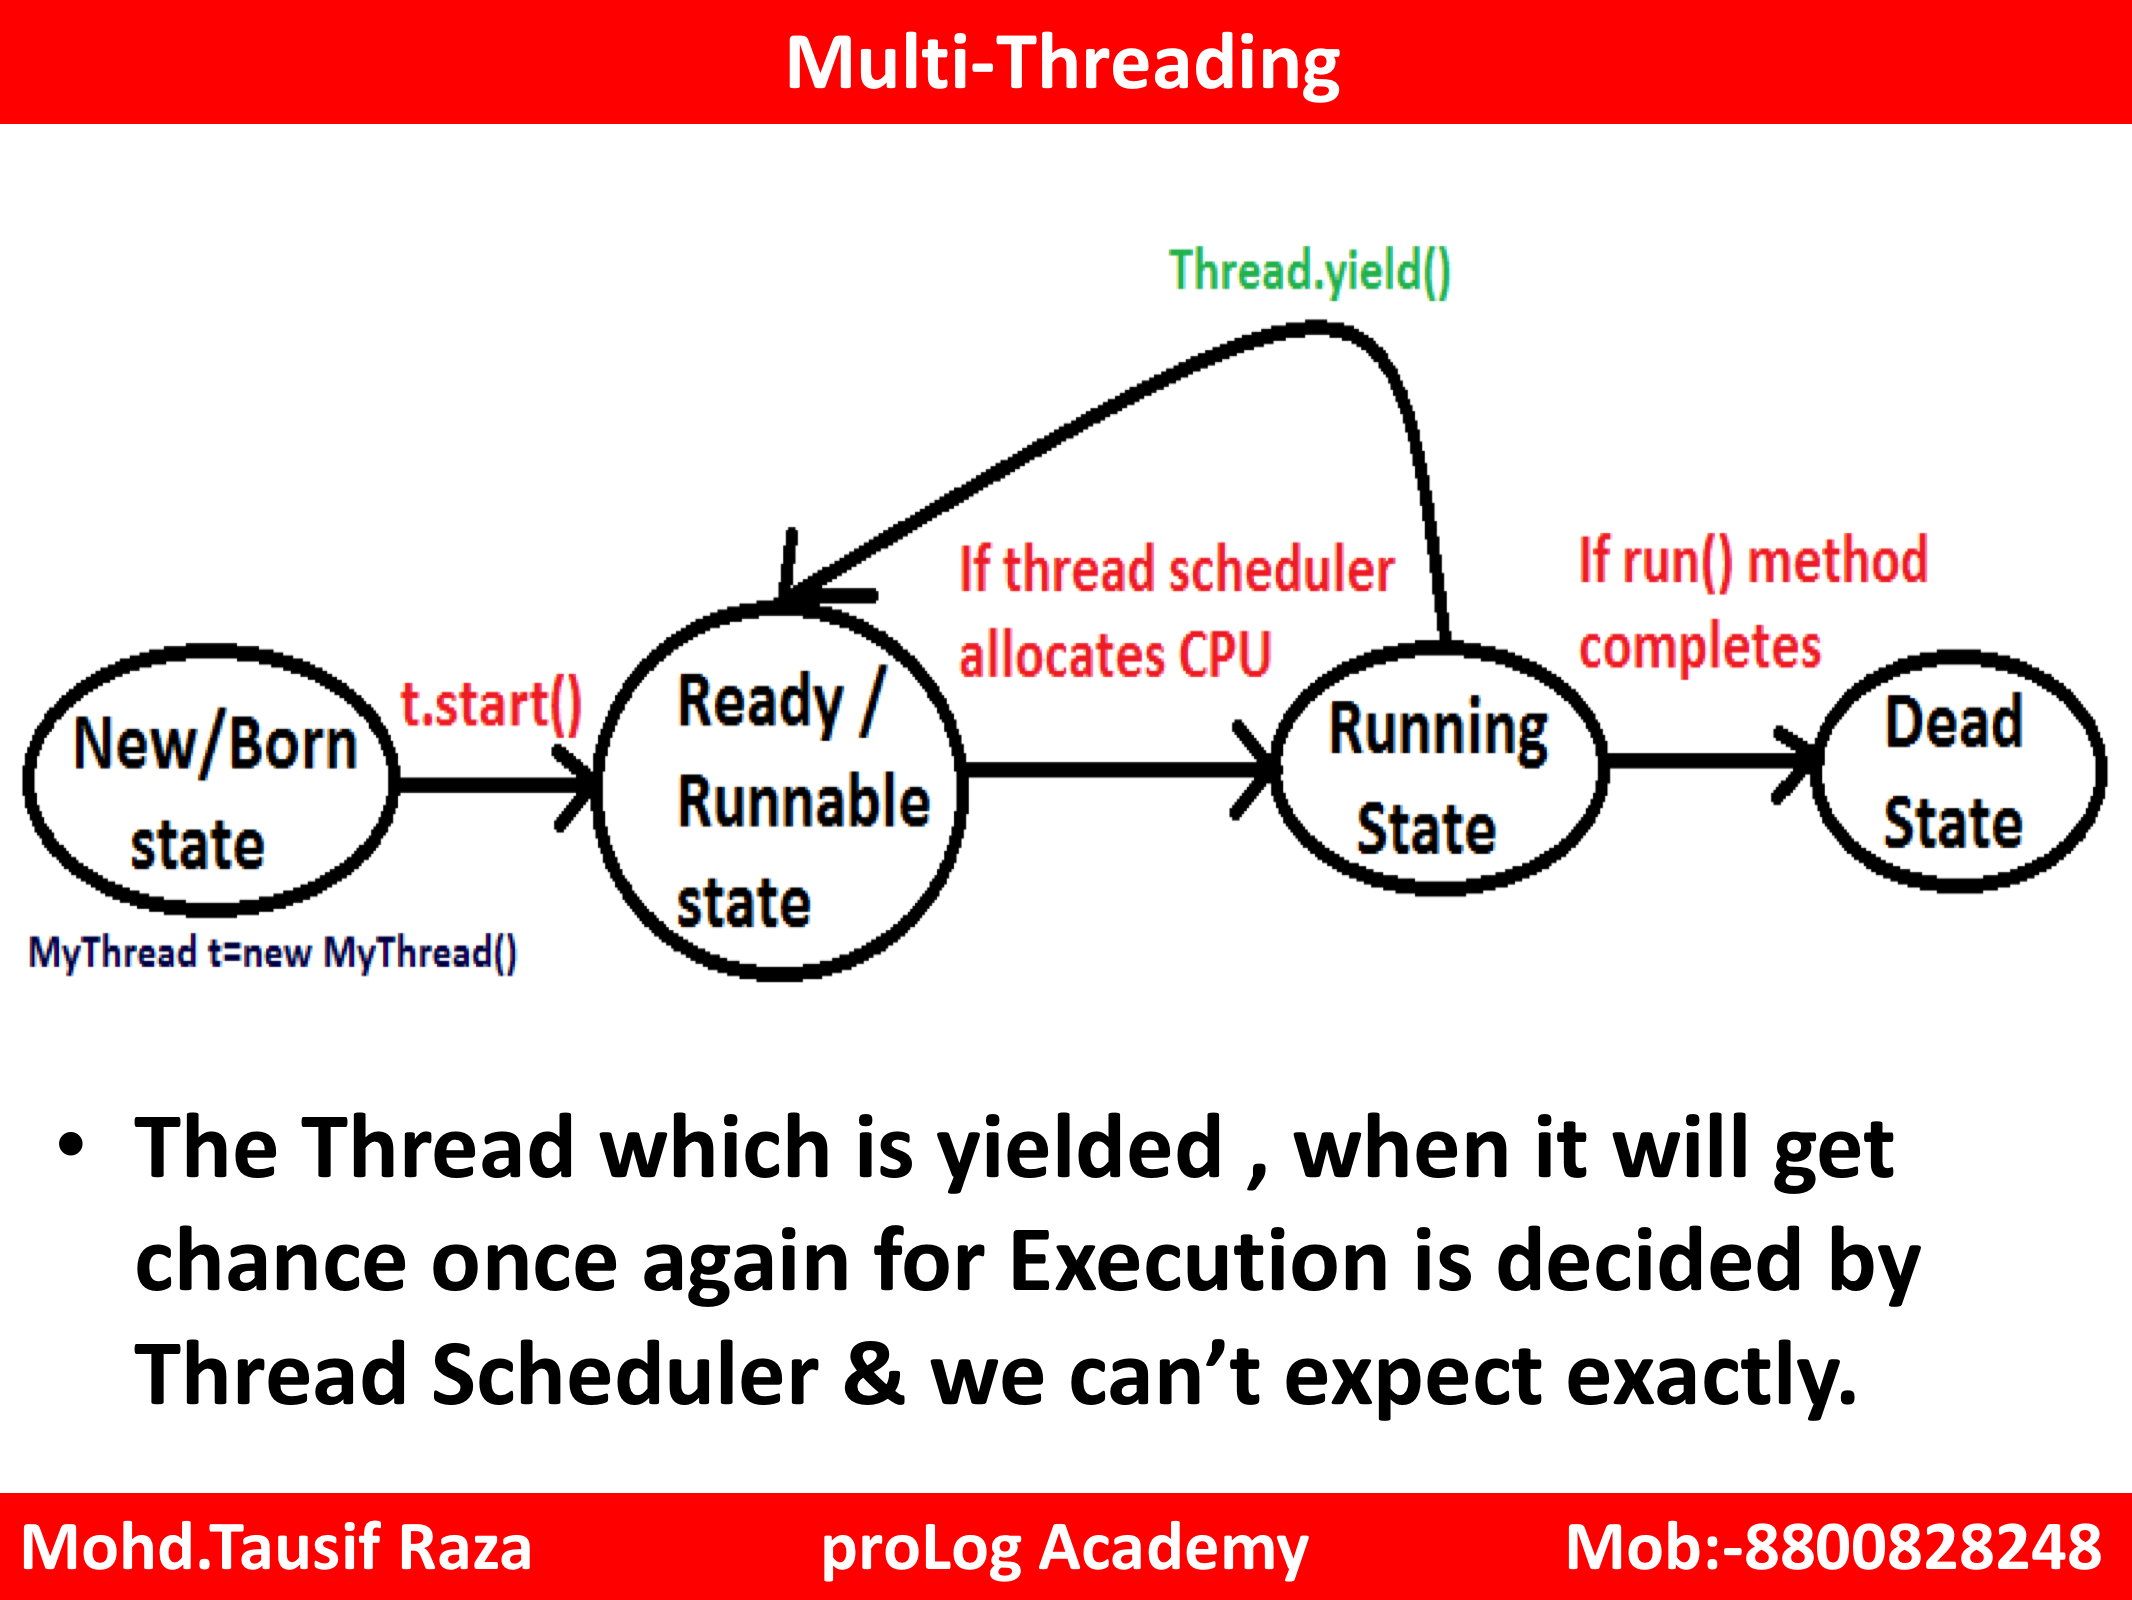 Multi-Threading
Thread.yield()
If thread scheduler
allocates CPU
If run() method
completes
t.start()
New/Born
state
Ready /
Runnable
state
Running
State
Dead
State
MyThread t=new MyThread()
• The Thread which is yielded , when it will get
chance once again for Execution is decided by
Thread Scheduler & we can’t expect exactly.
Mohd.Tausif Raza proLog Academy Mob:-8800828248